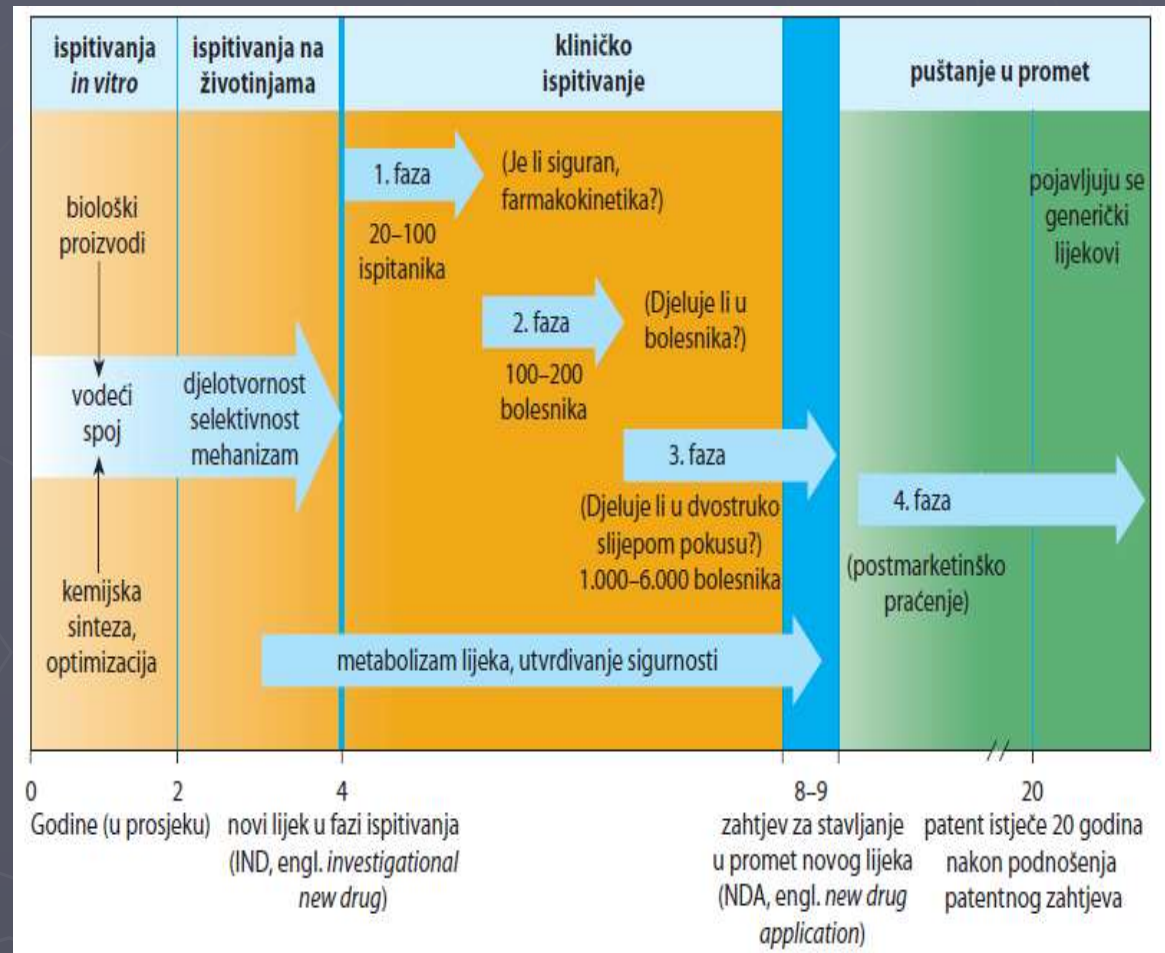 ispitivanja
in vitro
ispitivanja na
životinjama
kliničko
ispitivanje
puštanje u promet
biološki
proizvodi
vodeći
spoj
kemijska
sinteza,
optimizacija
djelotvornost
selektivnost
mehanizam
1. faza
(Je li siguran,
farmakokinetika?)
20–100
ispitanika
2. faza
(Djeluje li u
bolesnika?)
100–200
bolesnika
3. faza
(Djeluje li u dvostruko
slijepom pokusu?)
1.000–6.000 bolesnika
metabolizam lijeka, utvrđivanje sigurnosti
4. faza
(postmarketinško
praćenje)
pojavljuju se
generički
lijekovi
0
2
4
8–9
20
Godine (u prosjeku)
novi lijek u fazi ispitivanja
(IND, engl. investigational
new drug)
zahtjev za stavljanje
u promet novog lijeka
(NDA, engl. new drug
application)
patent istječe 20 godina
nakon podnošenja
patentnog zahtjeva